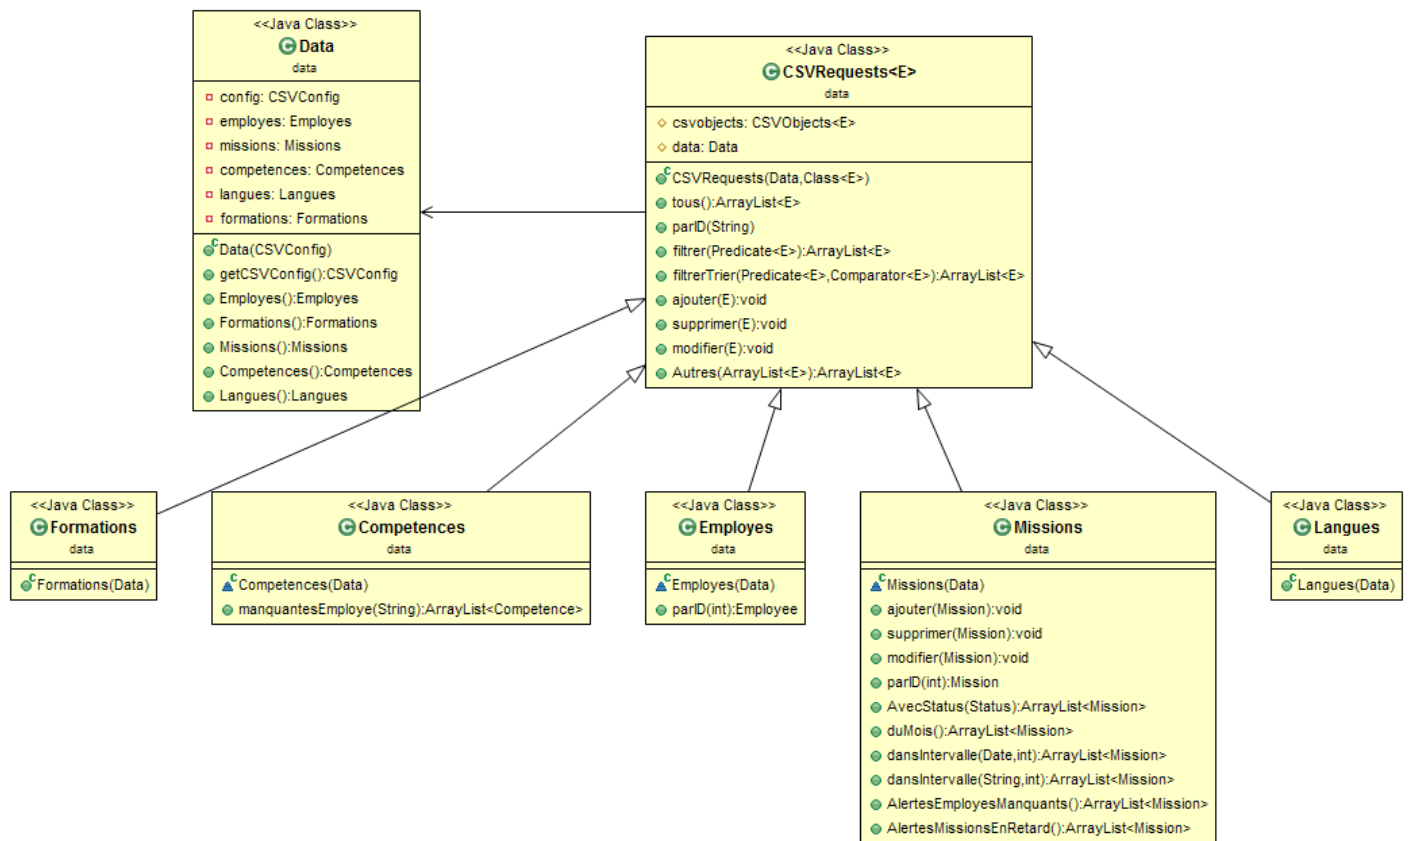 <<Java Class>>
Data
data
config: CSVConfig
employes: Employes
missions: Missions
competences: Competences
langues: Langues
formations: Formations
Data(CSVConfig)
getCSVConfig():CSVConfig
Employes():Employes
Formations():Formations
Missions():Missions
Competences():Competences
Langues():Langues
<<Java Class>>
CSVRequests<E>
data
csvobjects: CSVObjects<E>
data: Data
CSVRequests(Data,Class<E>)
tous():ArrayList<E>
parID(String)
filtrer(Predicate<E>):ArrayList<E>
filtrerTrier(Predicate<E>,Comparator<E>):ArrayList<E>
ajouter(E):void
supprimer(E):void
modifier(E):void
Autres(ArrayList<E>):ArrayList<E>
<<Java Class>>
Formations
data
Formations(Data)
<<Java Class>>
Competences
data
Competences(Data)
manquantesEmploye(String):ArrayList<Competence>
<<Java Class>>
Employes
data
Employes(Data)
parID(int):Employee
<<Java Class>>
Missions
data
Missions(Data)
ajouter(Mission):void
supprimer(Mission):void
modifier(Mission):void
parID(int):Mission
AvecStatus(Status):ArrayList<Mission>
duMois():ArrayList<Mission>
dansIntervalle(Date,int):ArrayList<Mission>
dansIntervalle(String,int):ArrayList<Mission>
AlertesEmployesManquants():ArrayList<Mission>
AlertesMissionsEnRetard():ArrayList<Mission>
<<Java Class>>
Langues
data
Langues(Data)